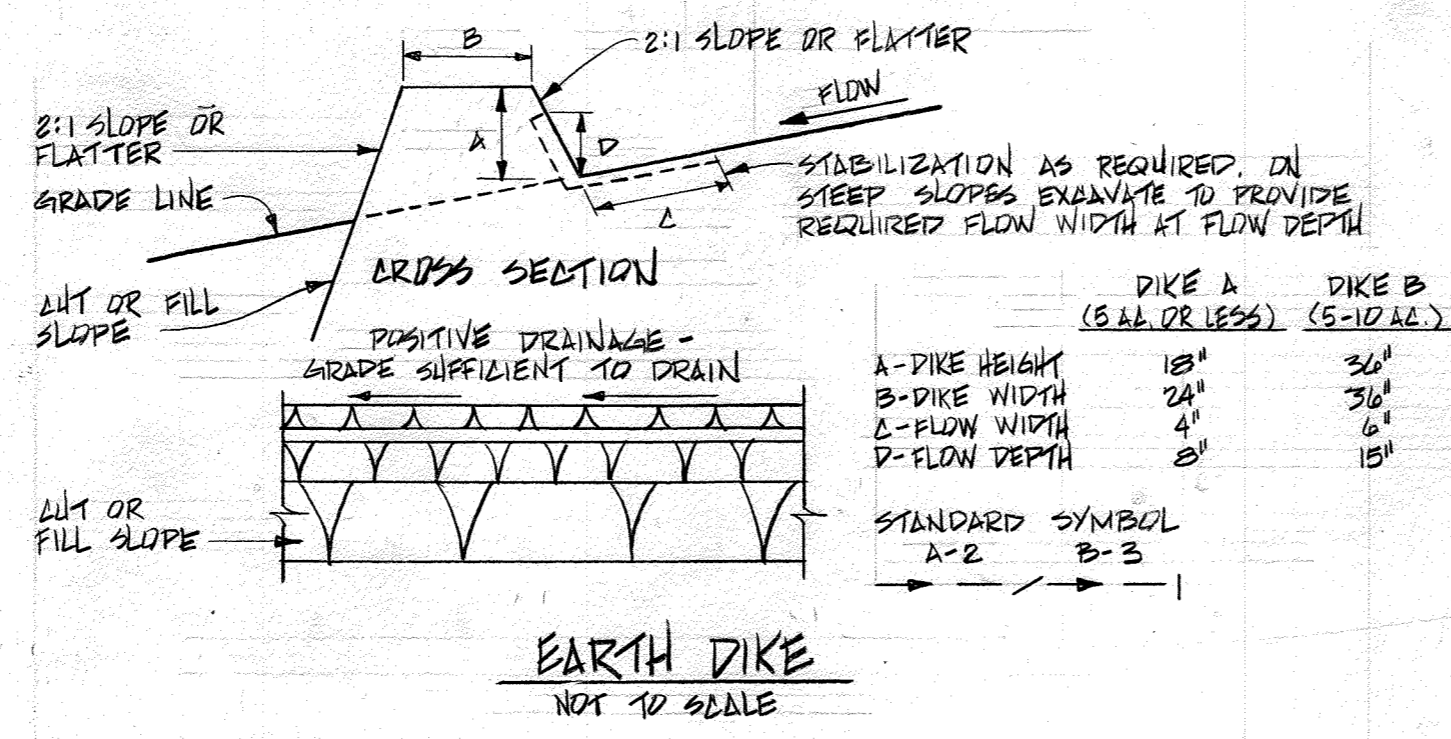 B
2:1 SLOPE OR FLATTER
FLOW
2:1 SLOPE OR
FLATTER
A
D
STABILIZATION AS REQUIRED. ON
STEEP SLOPES EXCAVATE TO PROVIDE
REQUIRED FLOW WIDTH AT FLOW DEPTH
GRADE LINE
C
CROSS SECTION
CUT OR FILL
SLOPE
POSITIVE DRAINAGE -
GRADE SUFFICIENT TO DRAIN
CUT OR
FILL SLOPE
DIKE A DIKE B
(5 AC. OR LESS) (5-10 AC.)
A-DIKE HEIGHT 18" 36"
B-DIKE WIDTH 24" 36"
C-FLOW WIDTH 4" 6"
D-FLOW DEPTH 8" 15"
STANDARD SYMBOL
A-2 B-3
EARTH DIKE
NOT TO SCALE